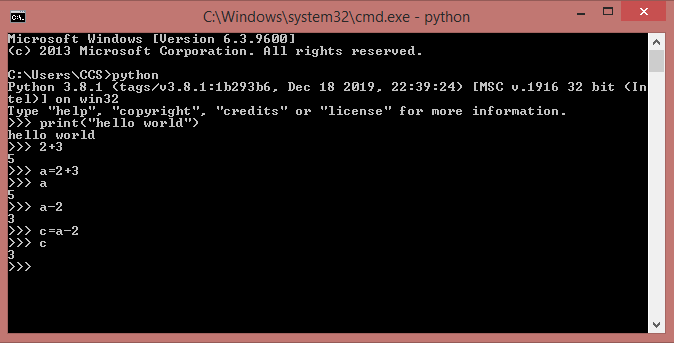 C:\Windows\system32\cmd.exe - python
Microsoft Windows [Version 6.3.9600]
(c) 2013 Microsoft Corporation. All rights reserved.
C:\Users\CCS>python
Python 3.8.1 (tags/v3.8.1:1b293b6, Dec 18 2019, 22:39:24) [MSC v.1916 32 bit (In
tel)] on win32
Type "help", "copyright", "credits" or "license" for more information.
>>> print("hello world")
hello world
>>> 2+3
5
>>> a=2+3
>>> a
5
>>> a-2
3
>>> c=a-2
>>> c
3
>>>